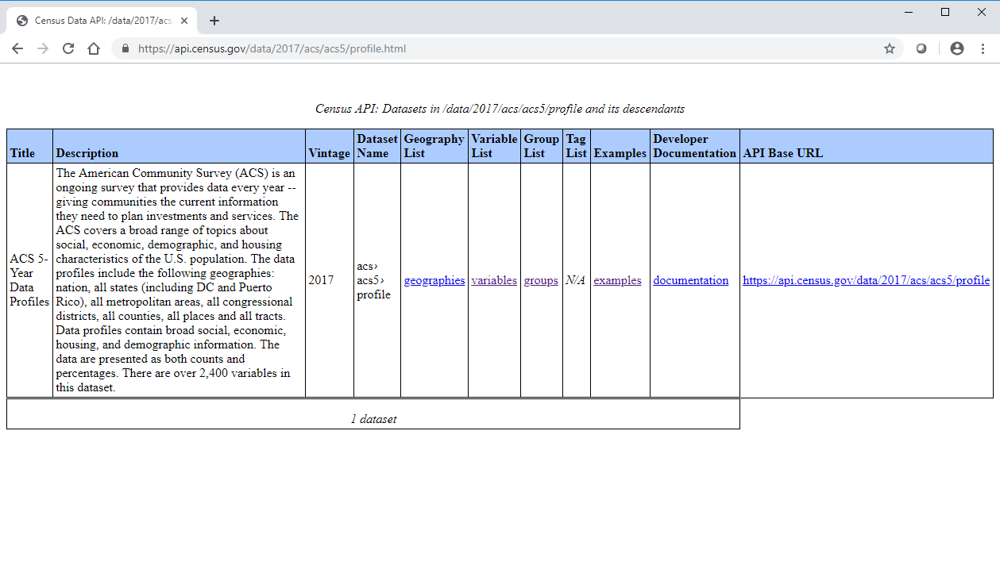 Census Data API: /data/2017/acs
https://api.census.gov/data/2017/acs/acs5/profile.html
Census API: Datasets in /data/2017/acs/acs5/profile and its descendants
Title
Description
Vintage
Dataset
Name
Geography
List
Variable
List
Group
List
Tag
List
Examples
Developer
Documentation
API Base URL
ACS 5-
Year
Data
Profiles
The American Community Survey (ACS) is an
ongoing survey that provides data every year --
giving communities the current information
they need to plan investments and services. The
ACS covers a broad range of topics about
social, economic, demographic, and housing
characteristics of the U.S. population. The data
profiles include the following geographies:
nation, all states (including DC and Puerto
Rico), all metropolitan areas, all congressional
districts, all counties, all places and all tracts.
Data profiles contain broad social, economic,
housing, and demographic information. The
data are presented as both counts and
percentages. There are over 2,400 variables in
this dataset.
2017
acs›
acs5›
profile
geographies
variables
groups
N/A
examples
documentation
https://api.census.gov/data/2017/acs/acs5/profile
1 dataset